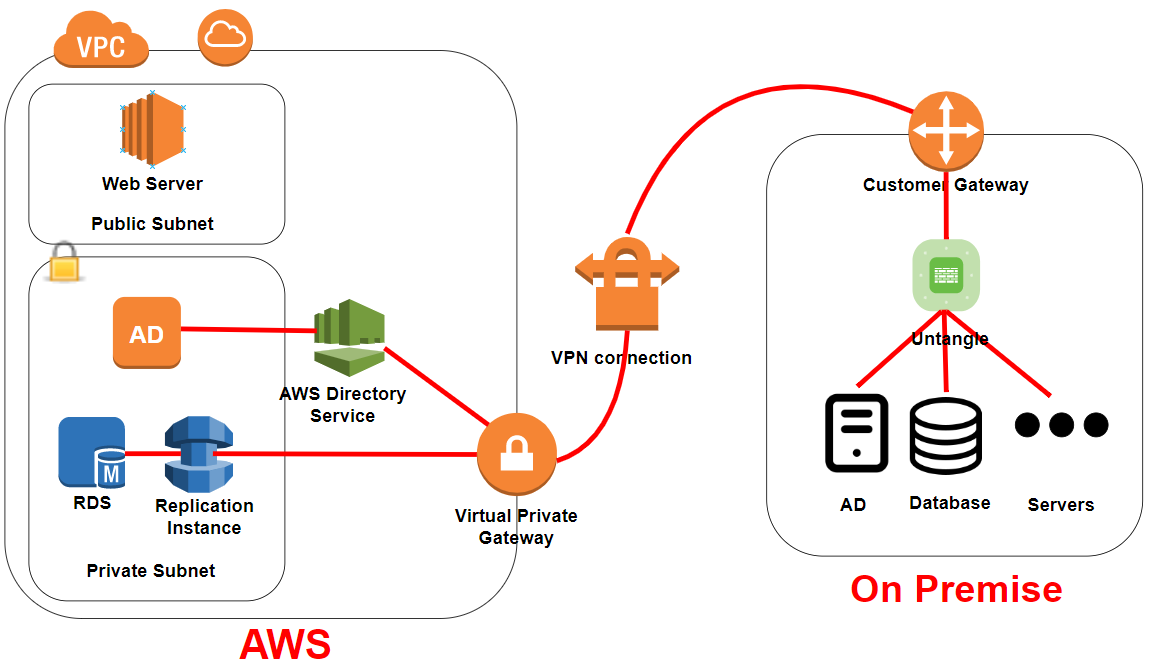 VPC
Web Server
Public Subnet
AD
AWS Directory
Service
RDS
M
Replication
Instance
Private Subnet
Virtual Private
Gateway
AWS
VPN connection
Customer Gateway
Untangle
AD
Database
Servers
On Premise